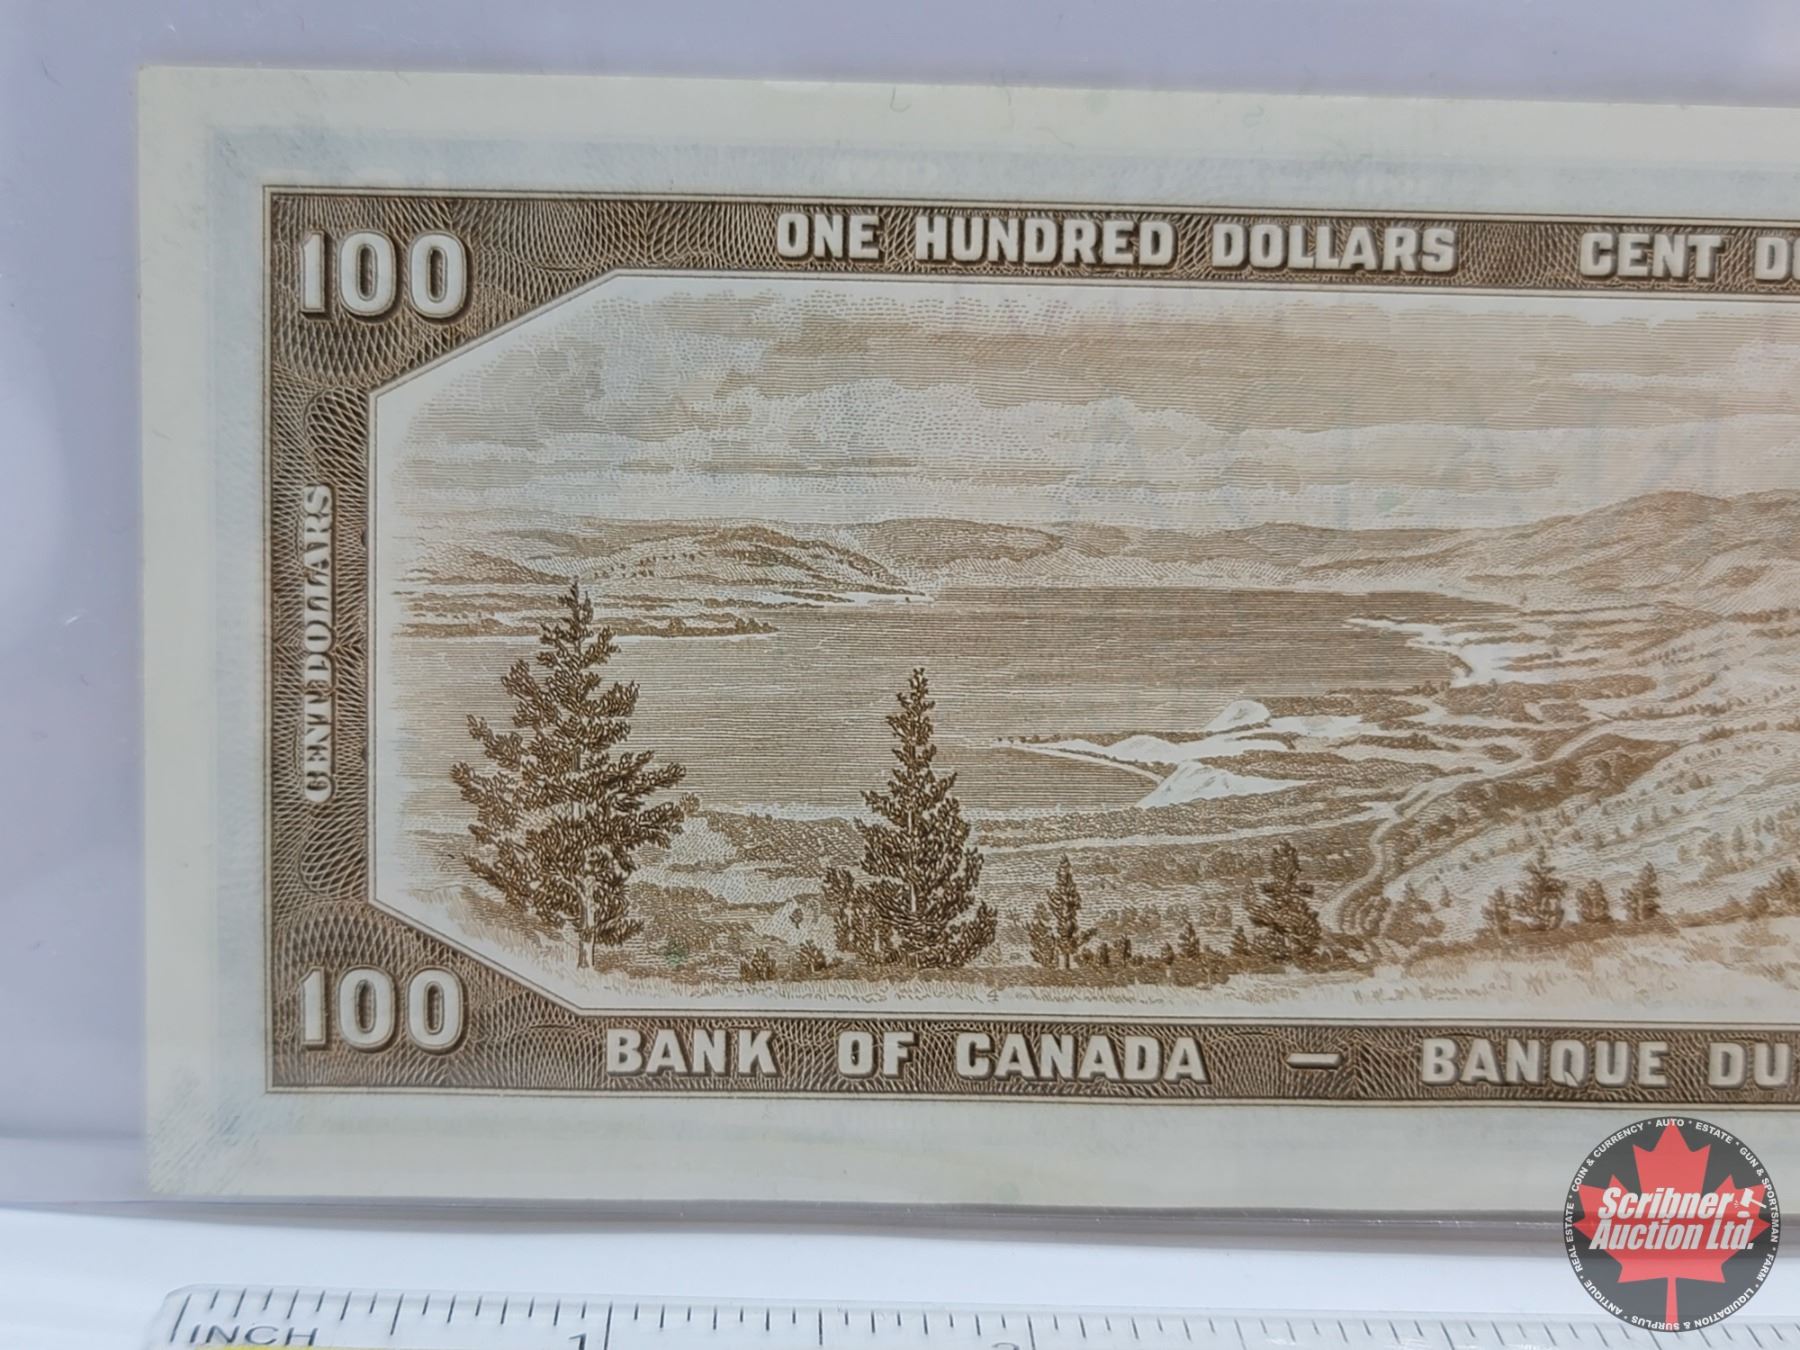 100
ONE HUNDRED DOLLARS CENT
CENT DOLLARS
100
BANK OF CANADA — BANQUE DU
COIN & CURRENCY * AUTO * ESTATE * GUN & SPORTSMAN * FARM * LIQUIDATION & SURPLUS * ANTIQUE * REAL ESTATE *
Scribner
Auction Ltd.
INCH 1